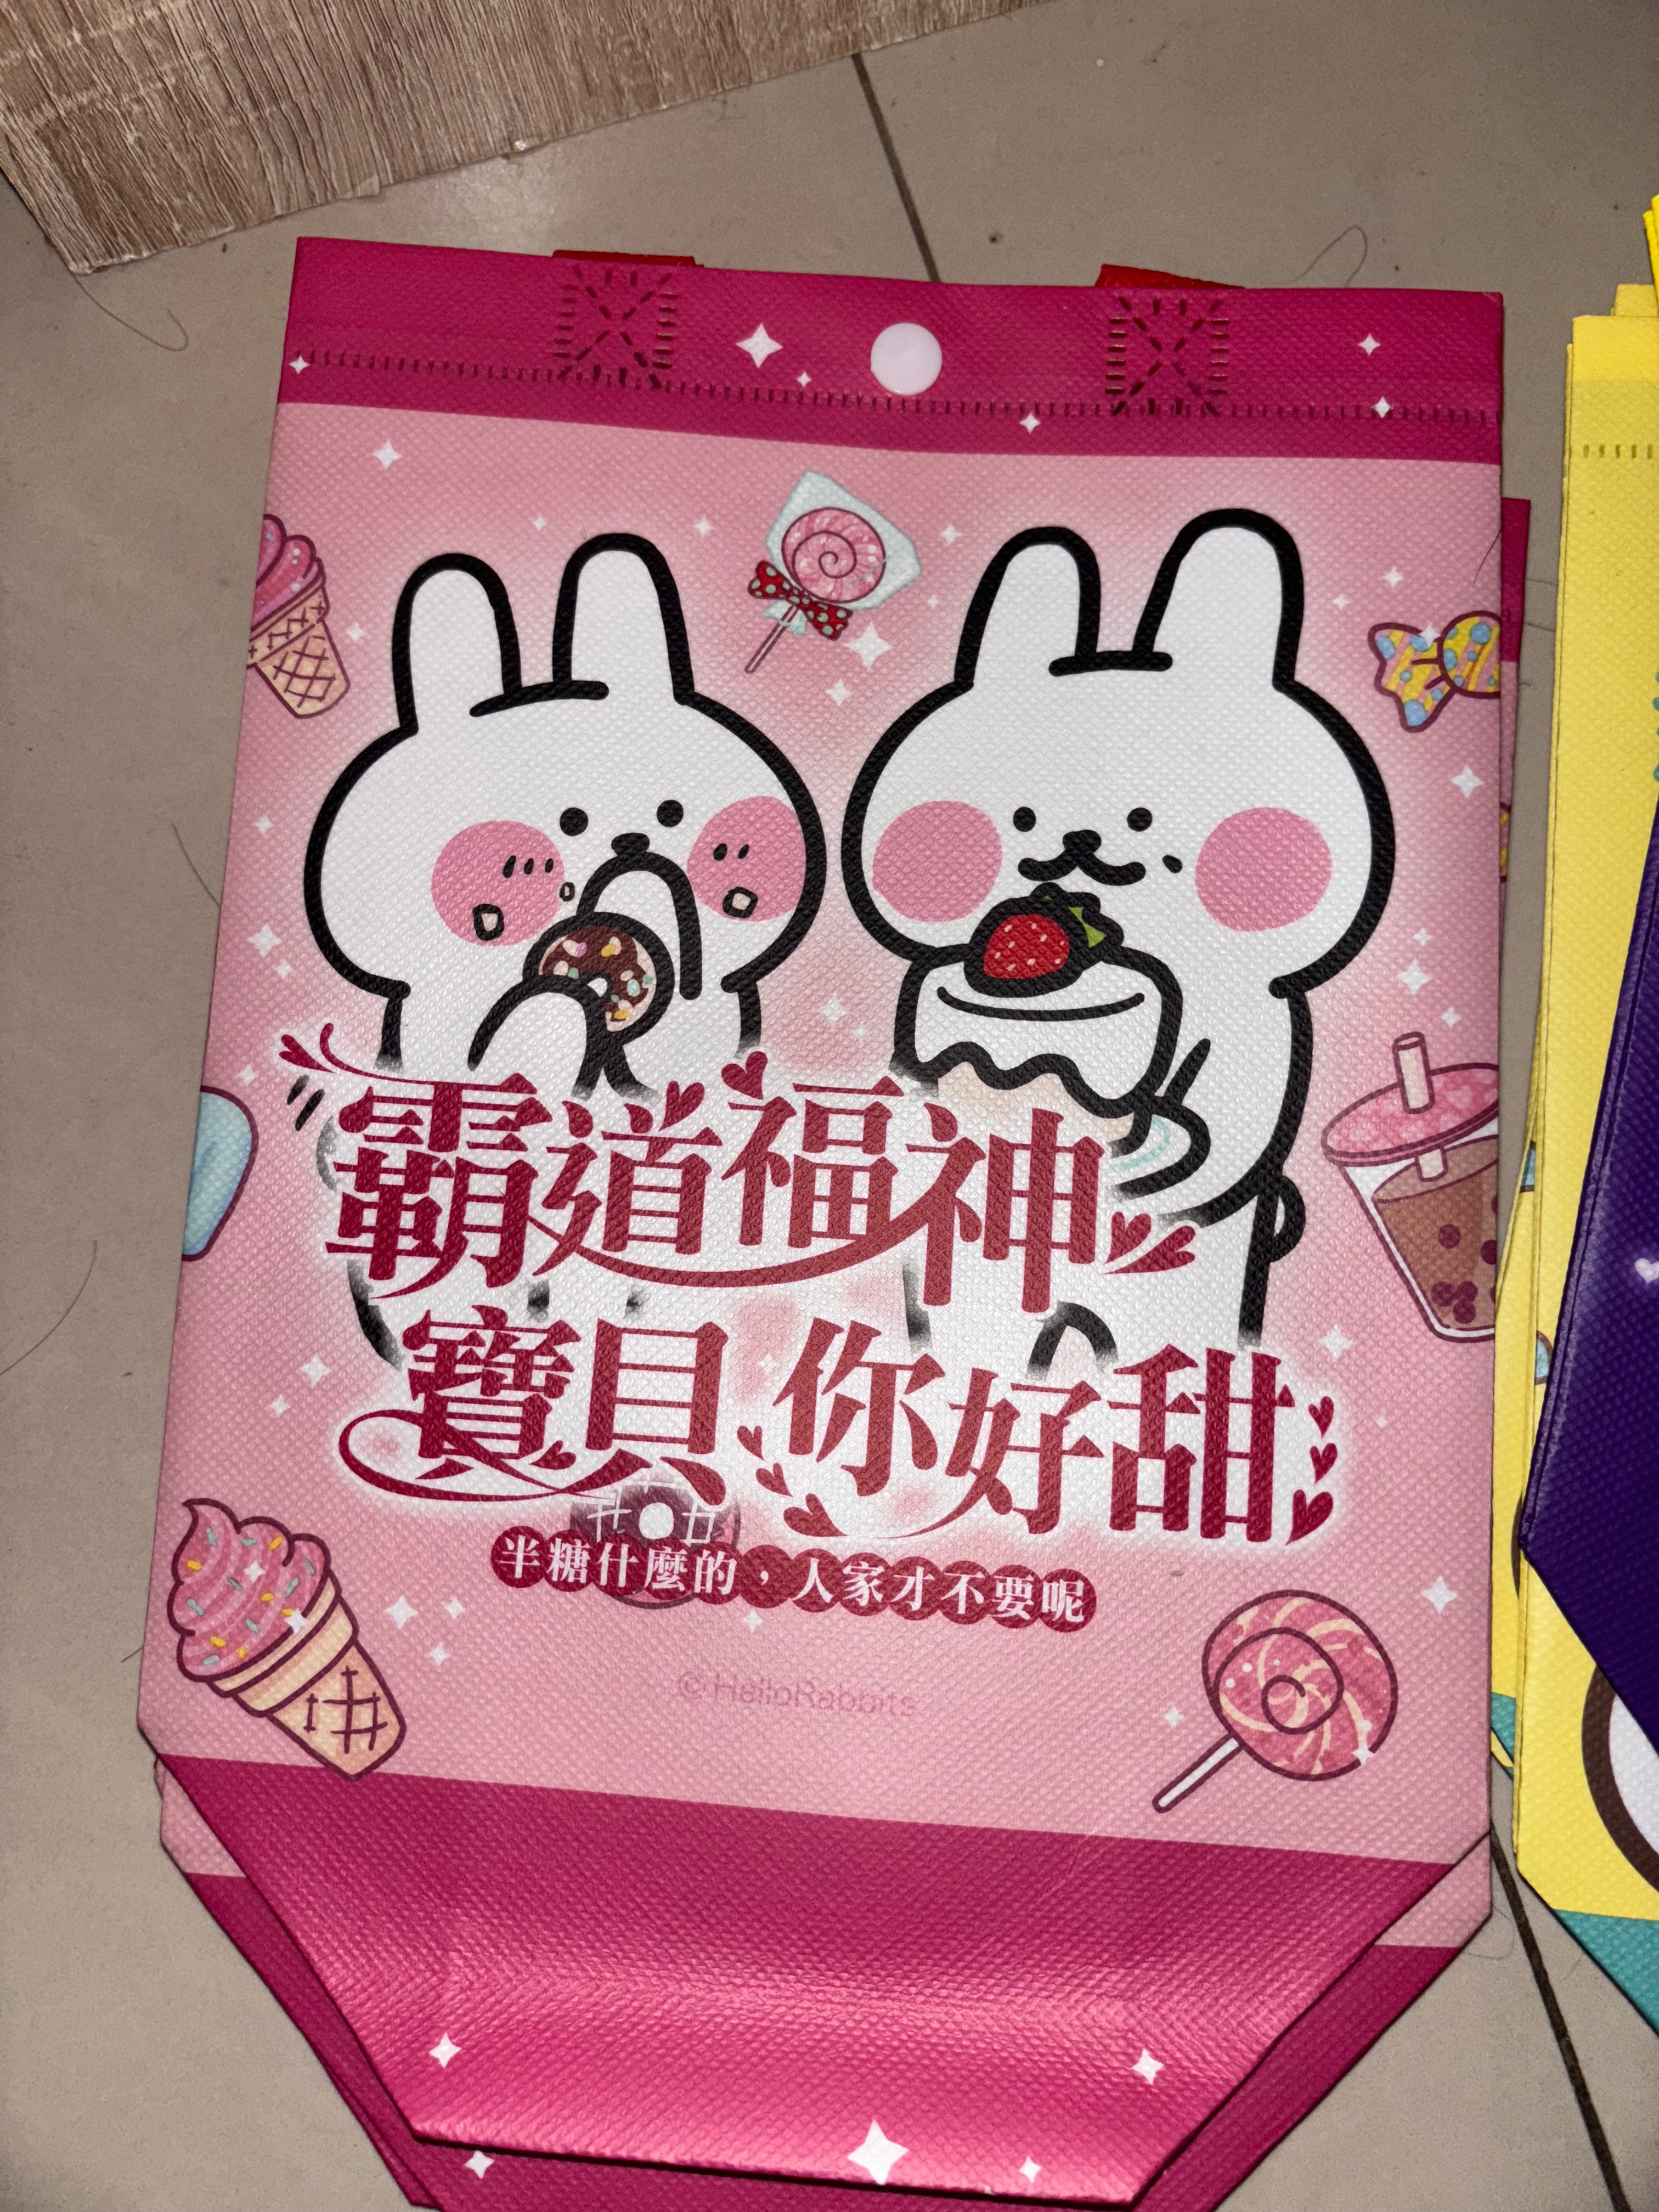 霸道福神
寶貝你好甜
半糖什麼的，人家才不要呢
©HelloRabbits